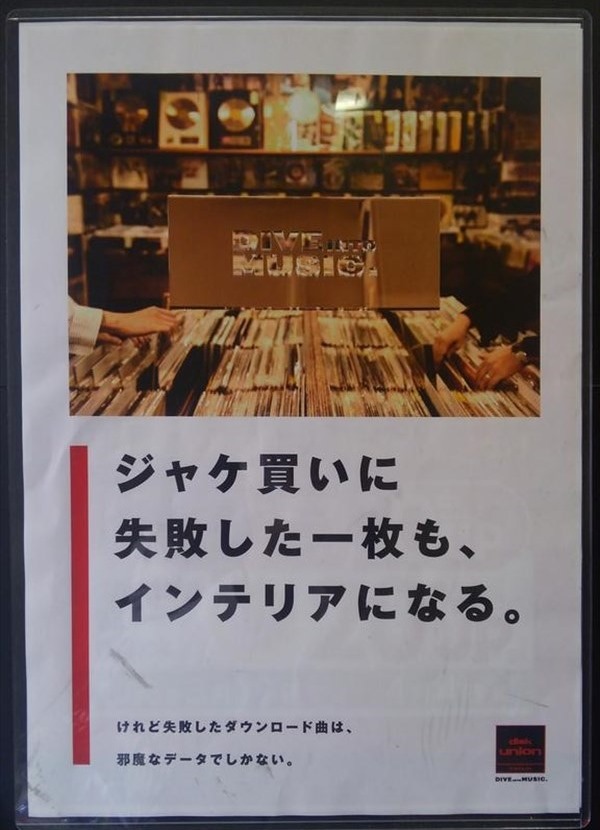 DIVE INTO
MUSIC.
ジャケ買いに
失敗した一枚も、
インテリアになる。
けれど失敗したダウンロード曲は、
邪魔なデータでしかない。
disk
union
DIVE INTO MUSIC.